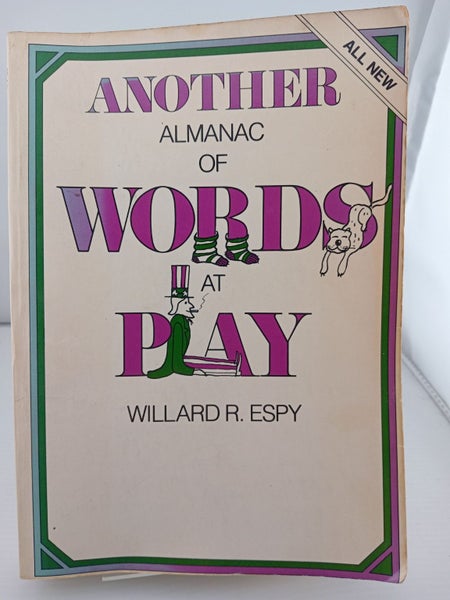 ALL NEW
ANOTHER
ALMANAC
OF
WORDS
AT
PLAY
WILLARD R. ESPY